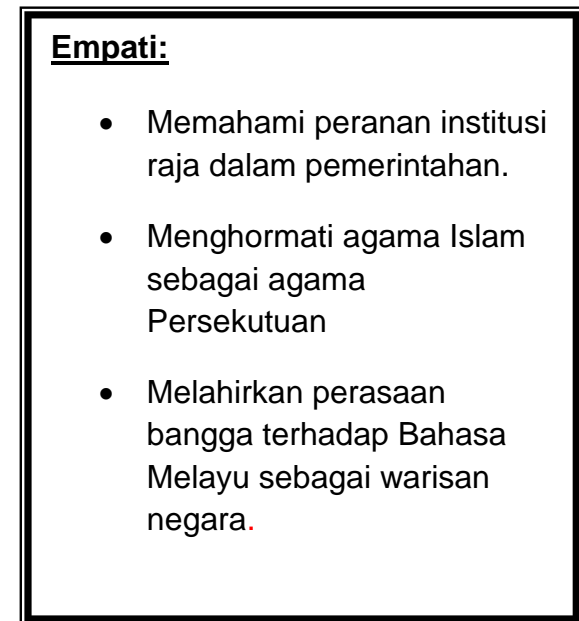 Empati:
• Memahami peranan institusi
raja dalam pemerintahan.
• Menghormati agama Islam
sebagai agama
Persekutuan
• Melahirkan perasaan
bangga terhadap Bahasa
Melayu sebagai warisan
negara.